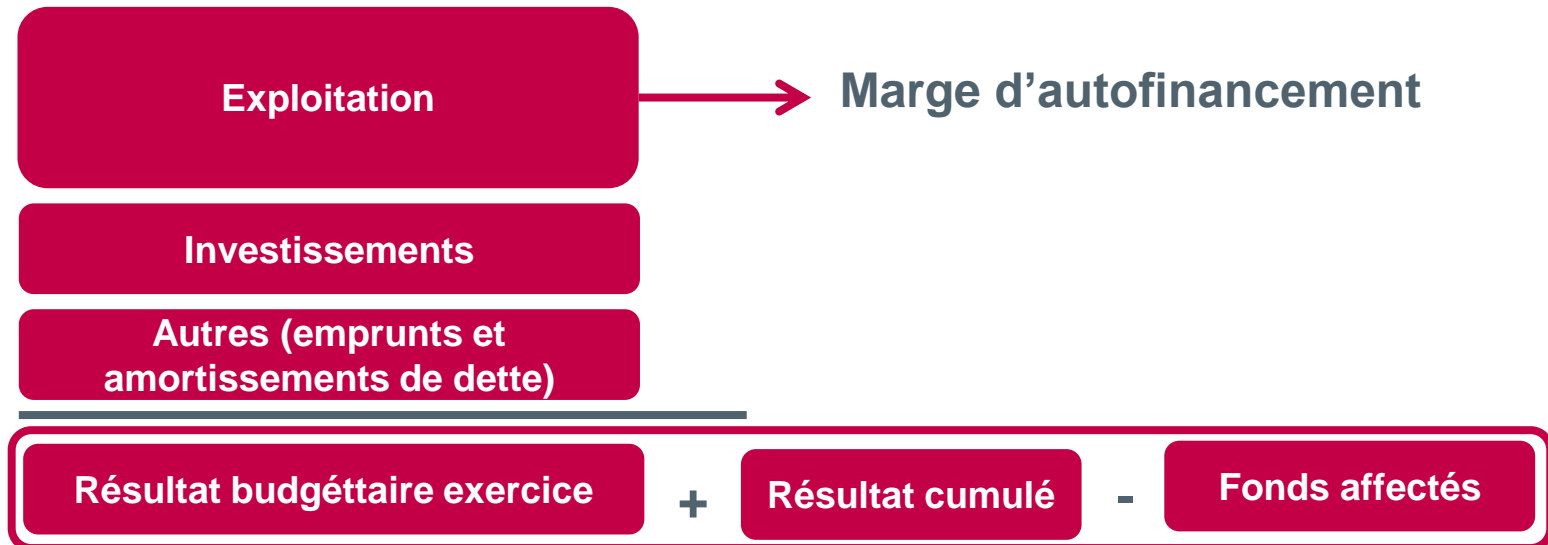 Exploitation
Marge d’autofinancement
Investissements
Autres (emprunts et
amortissements de dette)
Résultat budgéttaire exercice
+
Résultat cumulé
-
Fonds affectés